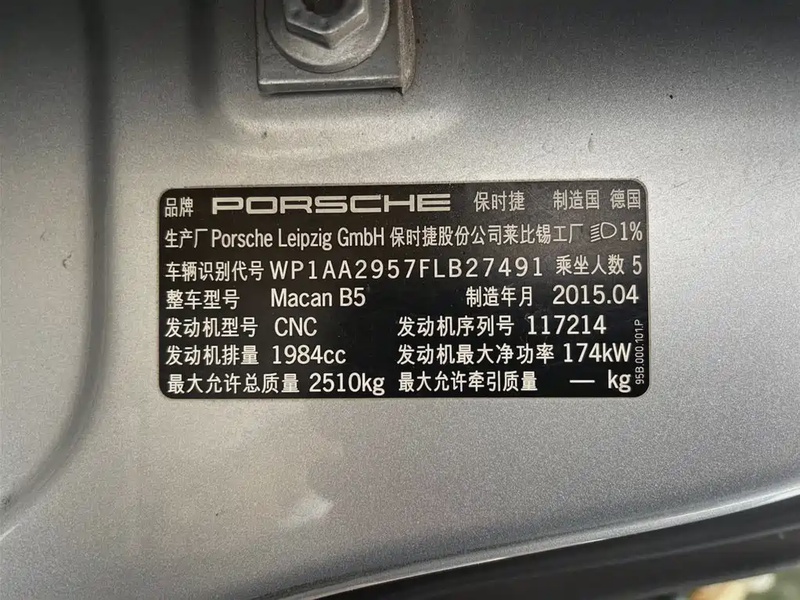 品牌 PORSCHE 保时捷 制造国 德国
生产厂 Porsche Leipzig GmbH 保时捷股份公司莱比锡工厂 1%
车辆识别代号 WP1AA2957FLB27491 乘坐人数 5
整车型号 Macan B5 制造年月 2015.04
发动机型号 CNC 发动机序列号 117214
发动机排量 1984cc 发动机最大净功率 174kW
最大允许总质量 2510kg 最大允许牵引质量 — kg
95B.000.101.P